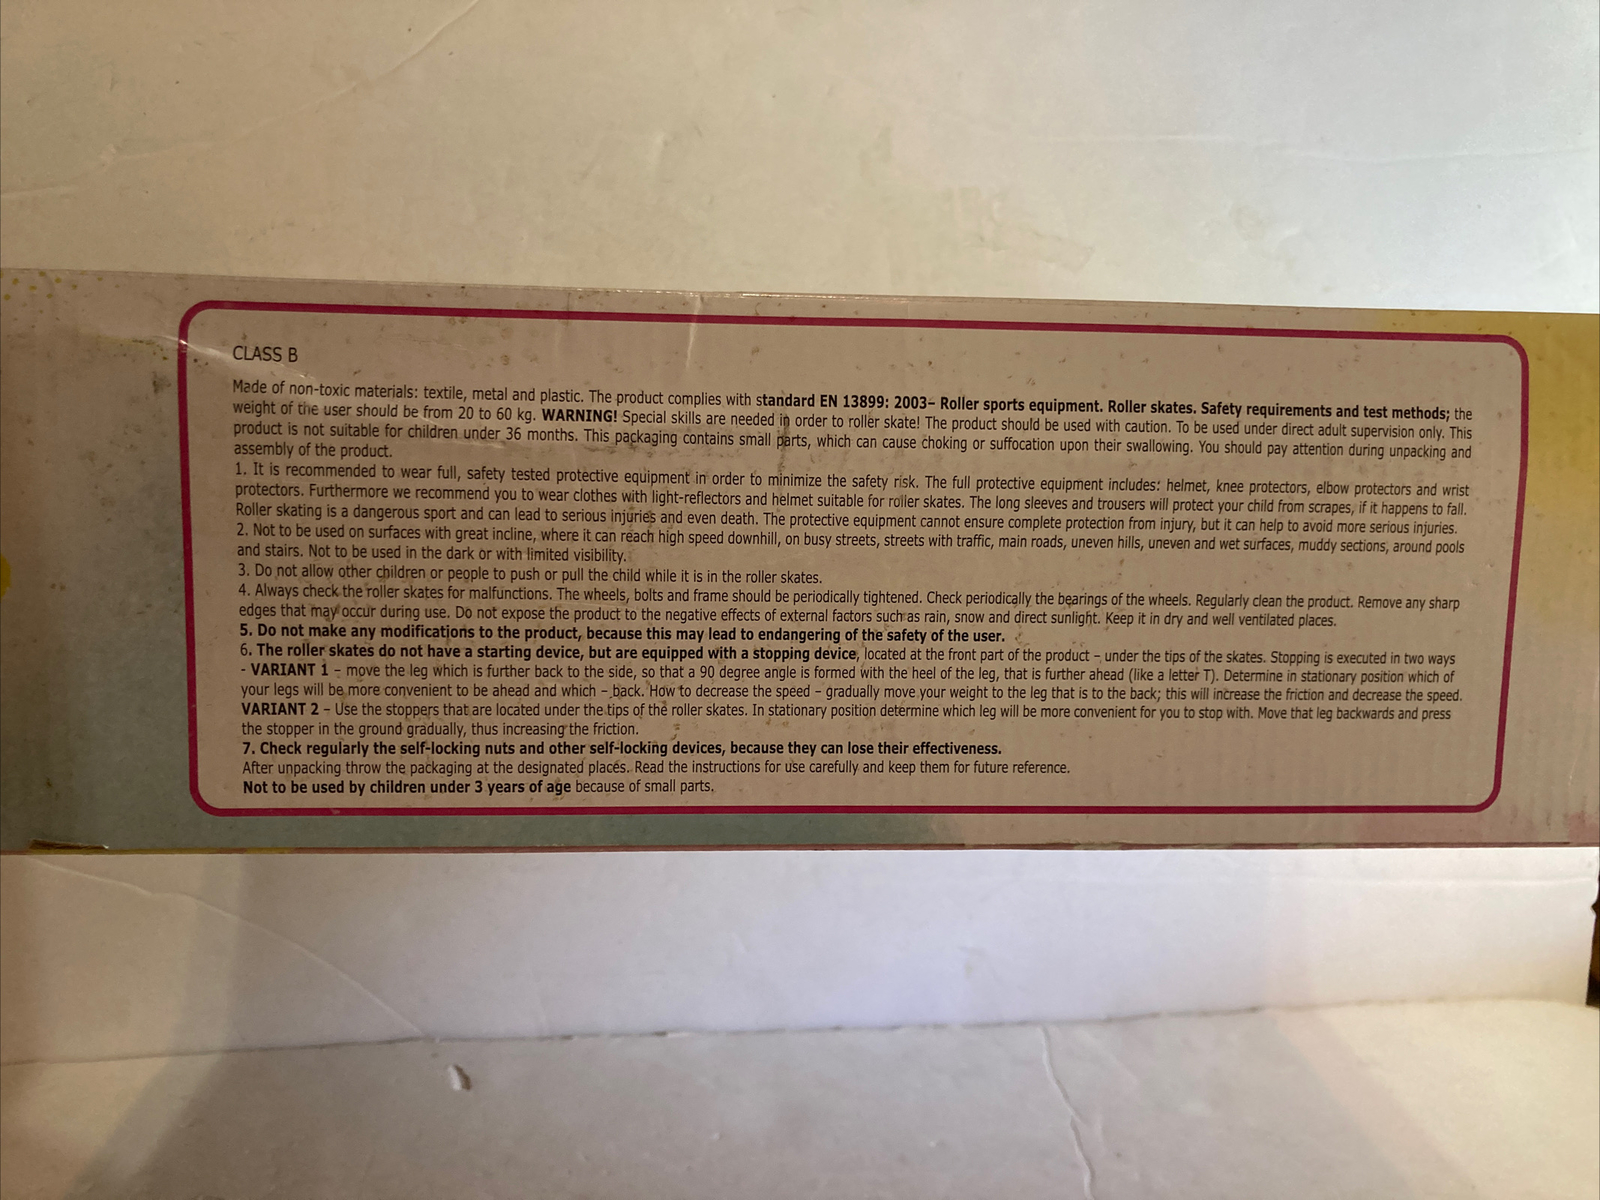 CLASS B
Made of non-toxic materials: textile, metal and plastic. The product complies with standard EN 13899: 2003– Roller sports equipment. Roller skates. Safety requirements and test methods; the
weight of the user should be from 20 to 60 kg. WARNING! Special skills are needed in order to roller skate! The product should be used with caution. To be used under direct adult supervision only. This
product is not suitable for children under 36 months. This packaging contains small parts, which can cause choking or suffocation upon their swallowing. You should pay attention during unpacking and
assembly of the product.
1. It is recommended to wear full, safety tested protective equipment in order to minimize the safety risk. The full protective equipment includes: helmet, knee protectors, elbow protectors and wrist
protectors. Furthermore we recommend you to wear clothes with light-reflectors and helmet suitable for roller skates. The long sleeves and trousers will protect your child from scrapes, if it happens to fall.
Roller skating is a dangerous sport and can lead to serious injuries and even death. The protective equipment cannot ensure complete protection from injury, but it can help to avoid more serious injuries.
2. Not to be used on surfaces with great incline, where it can reach high speed downhill, on busy streets, streets with traffic, main roads, uneven hills, uneven and wet surfaces, muddy sections, around pools
and stairs. Not to be used in the dark or with limited visibility.
3. Do not allow other children or people to push or pull the child while it is in the roller skates.
4. Always check the roller skates for malfunctions. The wheels, bolts and frame should be periodically tightened. Check periodically the bearings of the wheels. Regularly clean the product. Remove any sharp
edges that may occur during use. Do not expose the product to the negative effects of external factors such as rain, snow and direct sunlight. Keep it in dry and well ventilated places.
5. Do not make any modifications to the product, because this may lead to endangering of the safety of the user.
6. The roller skates do not have a starting device, but are equipped with a stopping device, located at the front part of the product – under the tips of the skates. Stopping is executed in two ways
- VARIANT 1 – move the leg which is further back to the side, so that a 90 degree angle is formed with the heel of the leg, that is further ahead (like a letter T). Determine in stationary position which of
your legs will be more convenient to be ahead and which – back. How to decrease the speed – gradually move your weight to the leg that is to the back; this will increase the friction and decrease the speed.
VARIANT 2 – Use the stoppers that are located under the tips of the roller skates. In stationary position determine which leg will be more convenient for you to stop with. Move that leg backwards and press
the stopper in the ground gradually, thus increasing the friction.
7. Check regularly the self-locking nuts and other self-locking devices, because they can lose their effectiveness.
After unpacking throw the packaging at the designated places. Read the instructions for use carefully and keep them for future reference.
Not to be used by children under 3 years of age because of small parts.